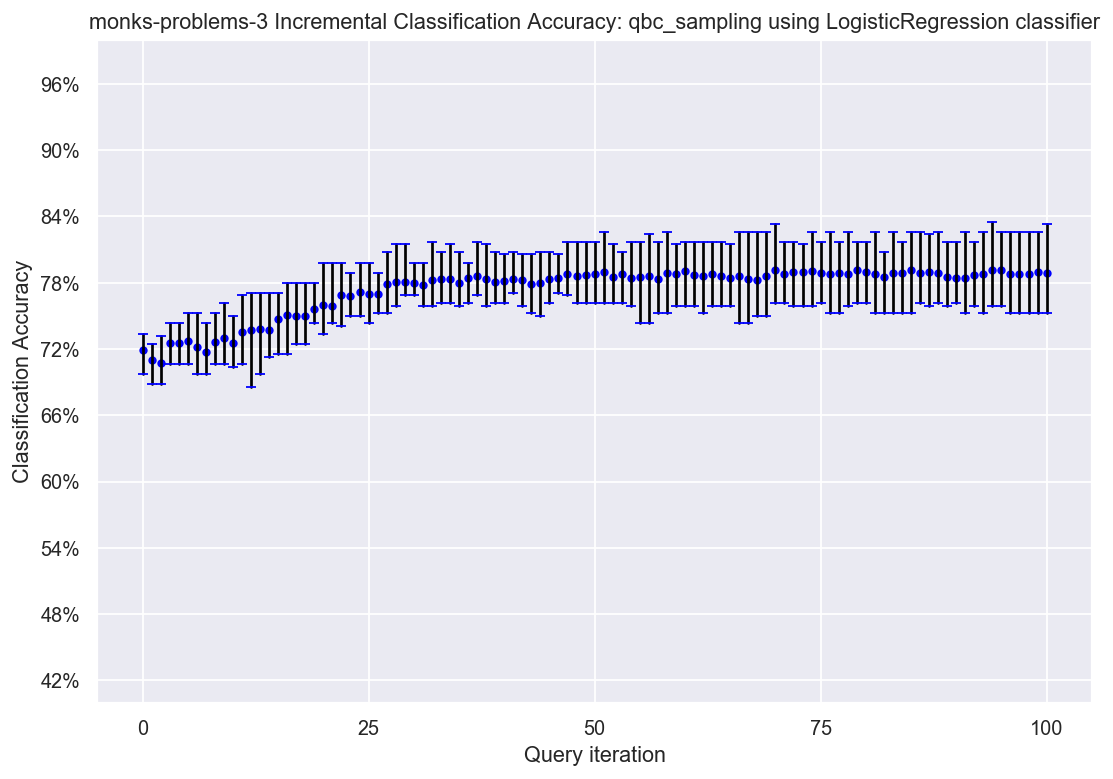 monks-problems-3 Incremental Classification Accuracy: qbc_sampling using LogisticRegression classifier
96%
90%
84%
78%
72%
66%
60%
54%
48%
42%
Classification Accuracy
0 25 50 75 100
Query iteration